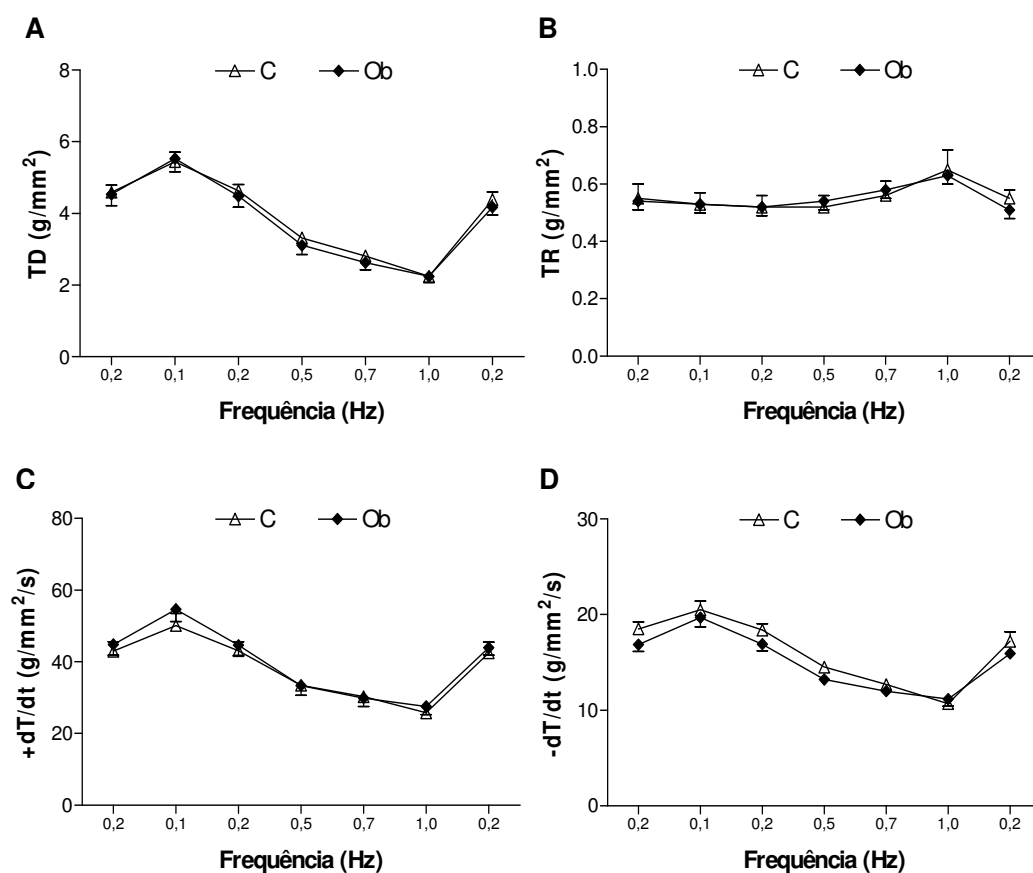 A
C Ob
TD (g/mm²)
8
6
4
2
0
0,2 0,1 0,2 0,5 0,7 1,0 0,2
Frequência (Hz)
B
C Ob
TR (g/mm²)
1.0
0.8
0.6
0.4
0.2
0.0
0,2 0,1 0,2 0,5 0,7 1,0 0,2
Frequência (Hz)
C
C Ob
+dT/dt (g/mm²/s)
80
60
40
20
0
0,2 0,1 0,2 0,5 0,7 1,0 0,2
Frequência (Hz)
D
C Ob
-dT/dt (g/mm²/s)
30
20
10
0
0,2 0,1 0,2 0,5 0,7 1,0 0,2
Frequência (Hz)